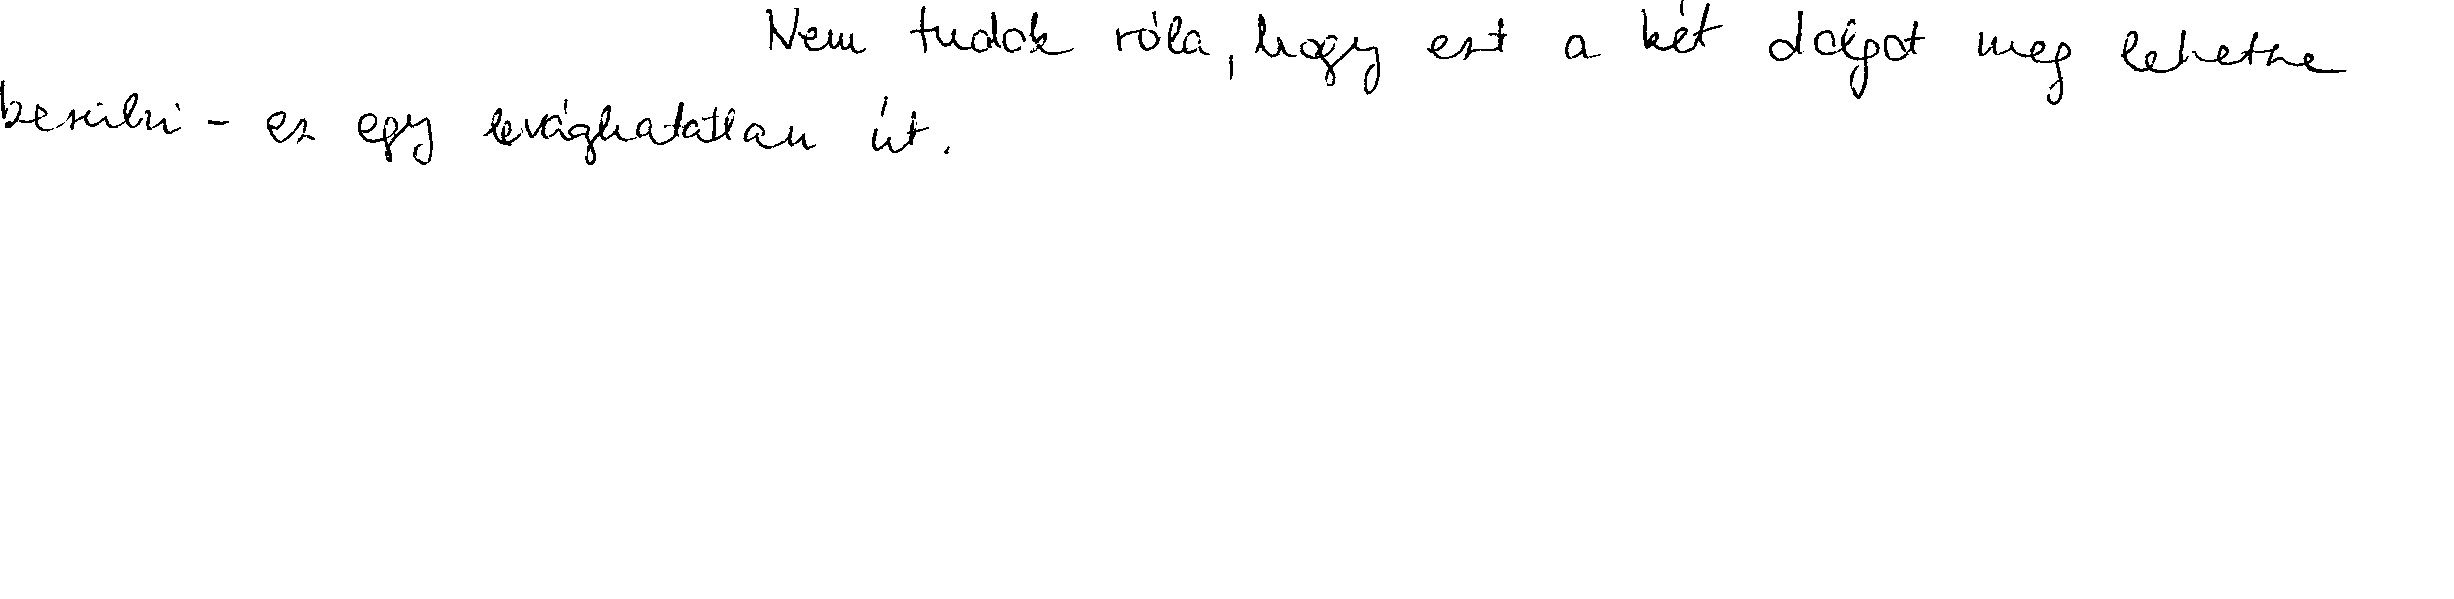 Nem tudok róla, hogy ezt a két dolgot meg lehetne
kerülni - ez egy levághatatlan út.